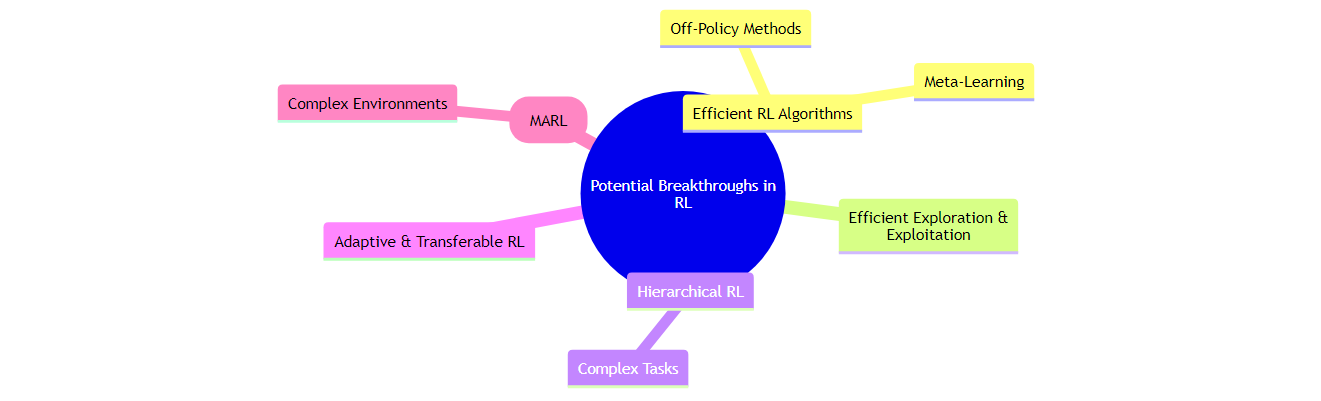 Off-Policy Methods
Meta-Learning
Complex Environments
MARL
Efficient RL Algorithms
Potential Breakthroughs in
RL
Efficient Exploration &
Exploitation
Adaptive & Transferable RL
Hierarchical RL
Complex Tasks